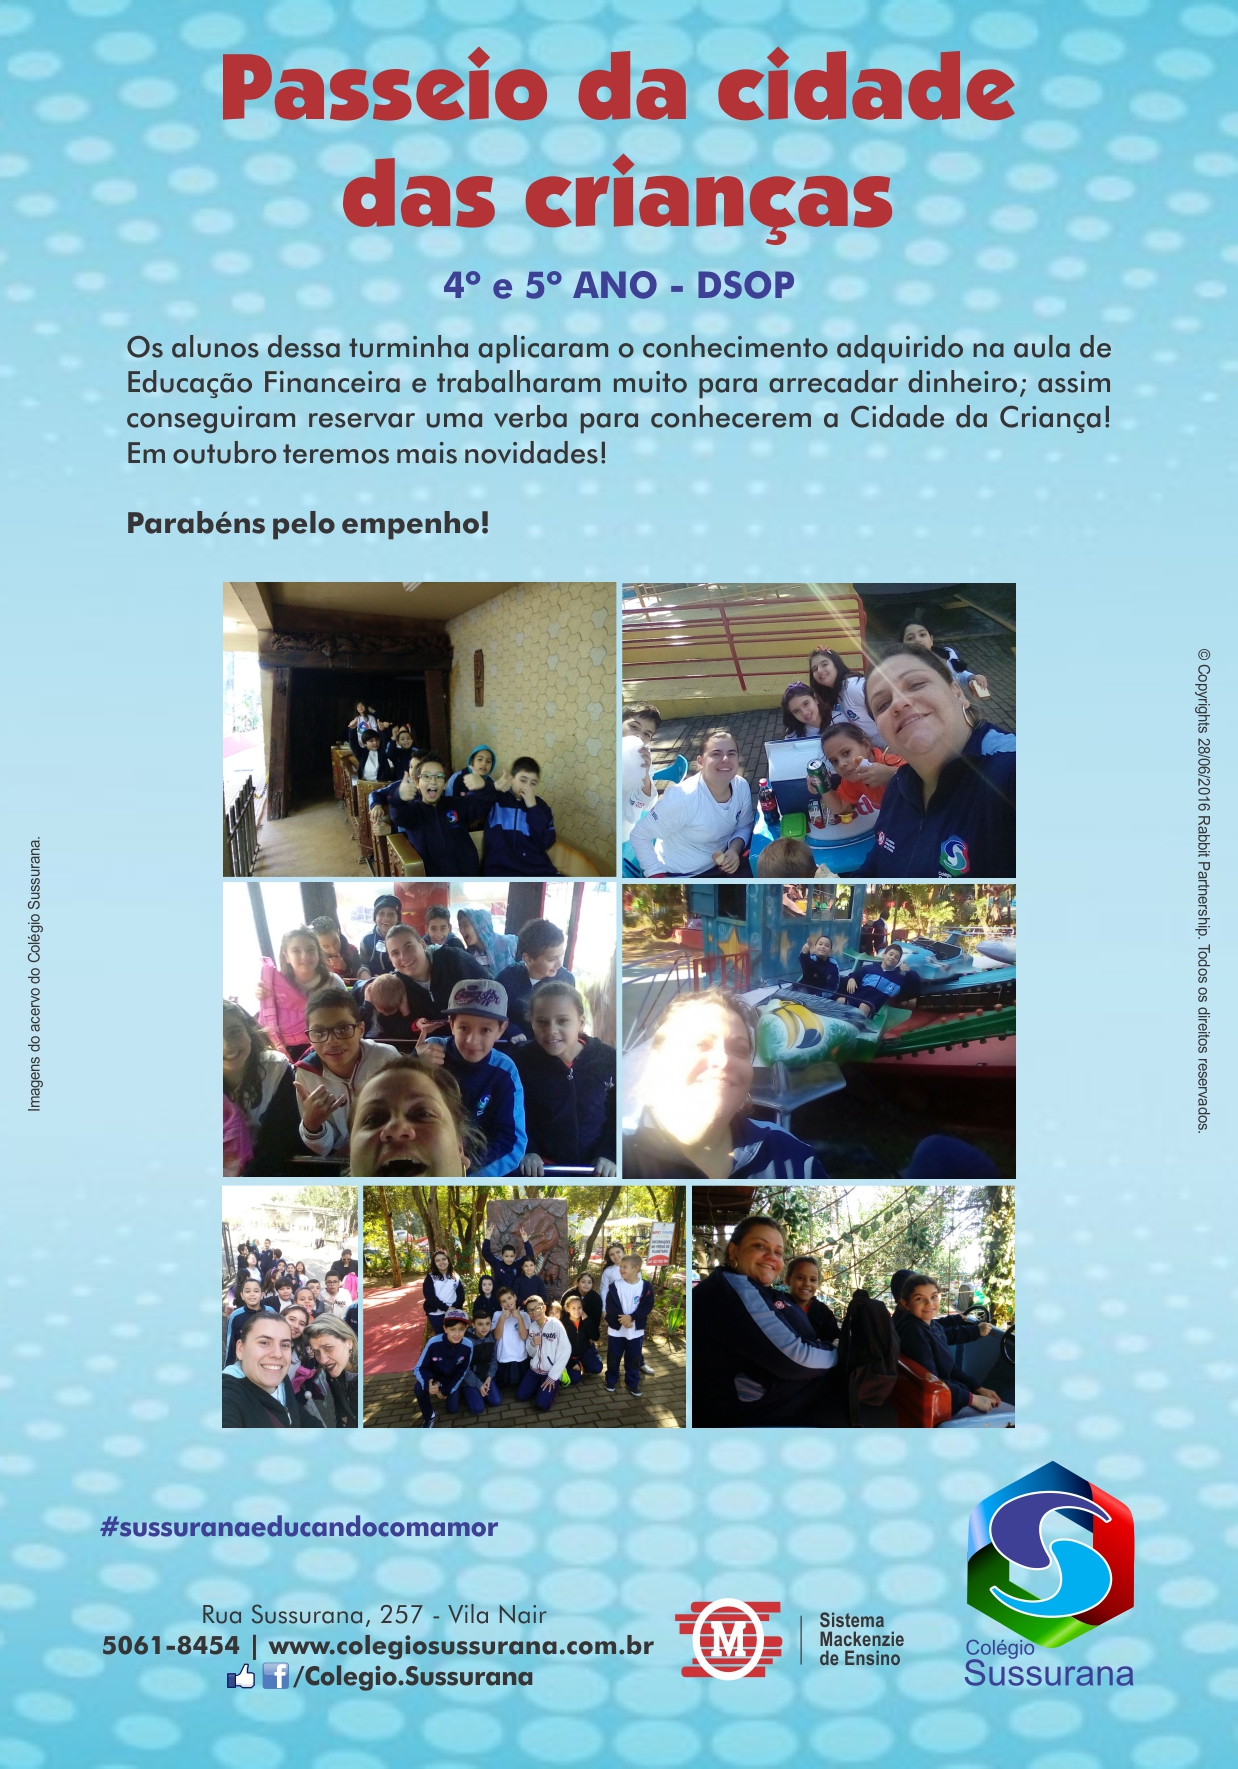 Passeio da cidade
das crianças
4º e 5º ANO - DSOP
Os alunos dessa turminha aplicaram o conhecimento adquirido na aula de
Educação Financeira e trabalharam muito para arrecadar dinheiro; assim
conseguiram reservar uma verba para conhecerem a Cidade da Criança!
Em outubro teremos mais novidades!
Parabéns pelo empenho!
Imagens do acervo do Colégio Sussurana.
© Copyrights 28/06/2016 Rabbit Partnership. Todos os direitos reservados.
#sussuranaeducandocomamor
Rua Sussurana, 257 - Vila Nair
5061-8454 | www.colegiosussurana.com.br
f /Colegio.Sussurana
M
Sistema
Mackenzie
de Ensino
Colégio
Sussurana